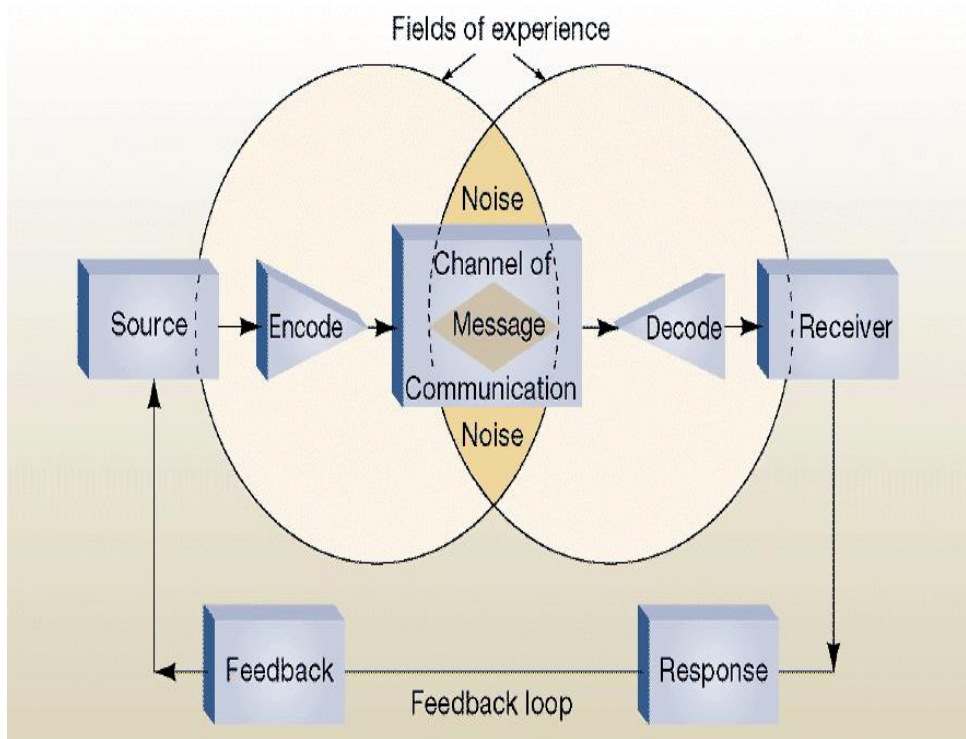 Fields of experience
Noise
Channel of
Source
Encode
Message
Decode
Receiver
Communication
Noise
Feedback
Response
Feedback loop